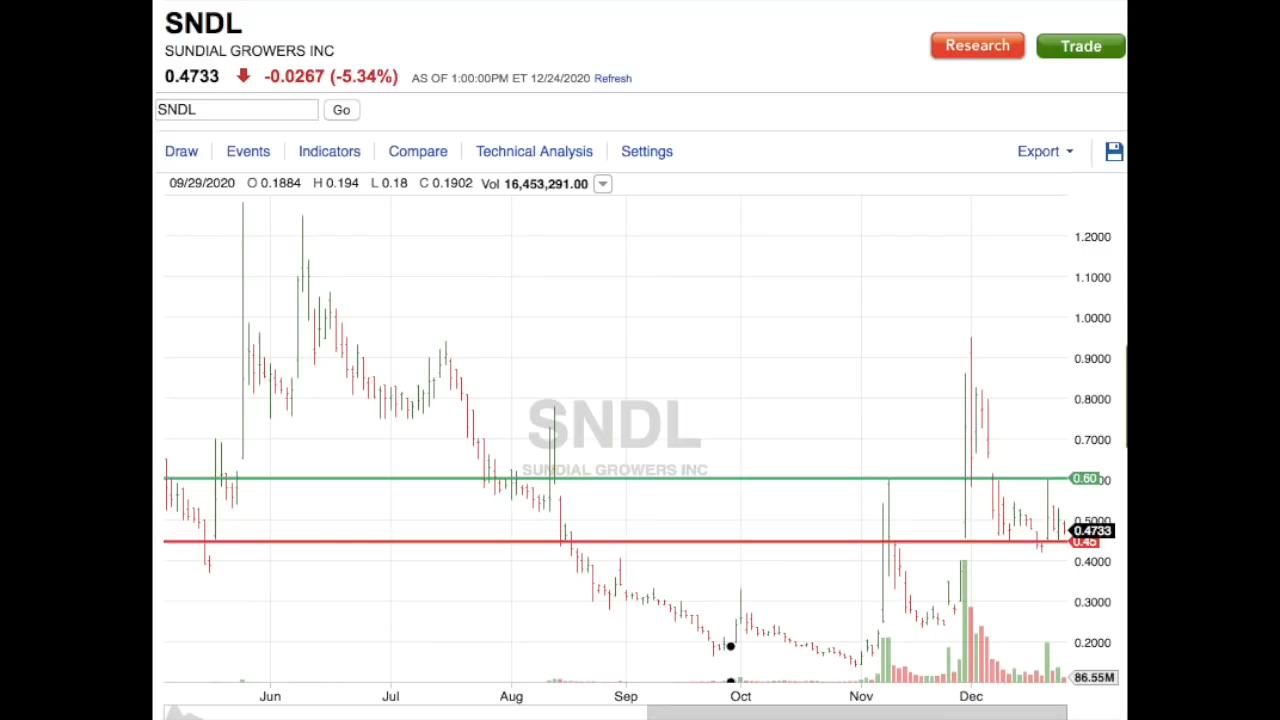 SNDL
SUNDIAL GROWERS INC
0.4733 -0.0267 (-5.34%) AS OF 1:00:00PM ET 12/24/2020 Refresh
Research
Trade
SNDL
Go
Draw Events Indicators Compare Technical Analysis Settings Export
09/29/2020 O 0.1884 H 0.194 L 0.18 C 0.1902 Vol 16,453,291.00
1.2000
1.1000
1.0000
0.9000
0.8000
SNDL
0.7000
SUNDIAL GROWERS INC
0.60
0.5000
0.4733
0.45
0.4000
0.3000
0.2000
86.55M
Jun Jul Aug Sep Oct Nov Dec